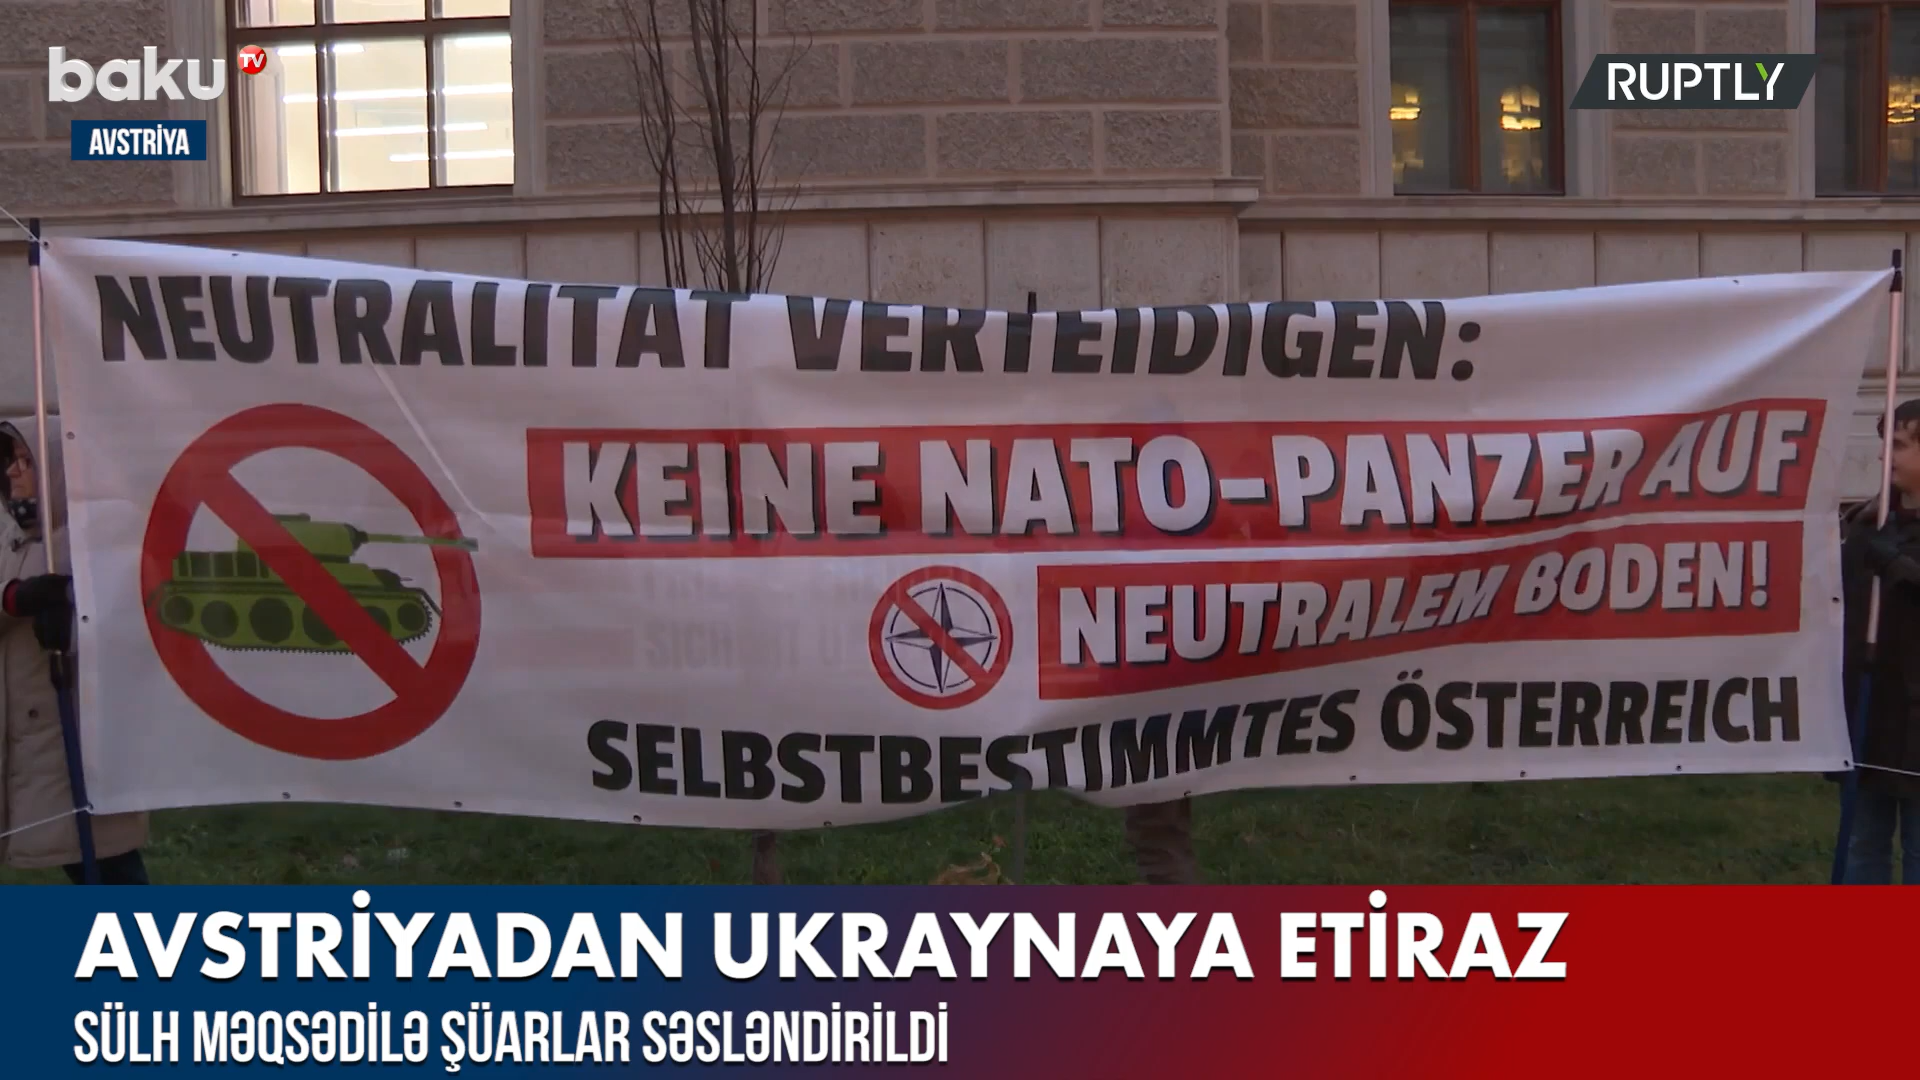 baku TV
AVSTRİYA
RUPTLY
NEUTRALITÄT VERTEIDIGEN:
KEINE NATO-PANZER AUF
NEUTRALEM BODEN!
SELBSTBESTIMMTES ÖSTERREICH
AVSTRİYADAN UKRAYNAYA ETİRAZ
SÜLH MƏQSƏDİLƏ ŞÜARLAR SƏSLƏNDİRİLDİ